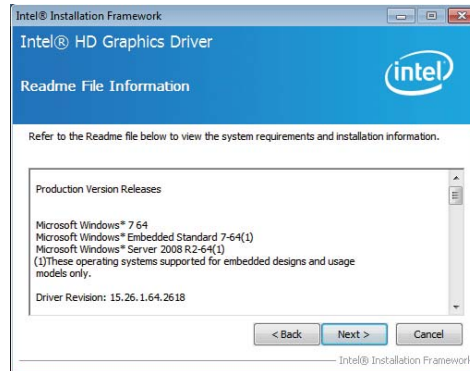 Intel® Installation Framework
Intel® HD Graphics Driver
Readme File Information
intel
Refer to the Readme file below to view the system requirements and installation information.
Production Version Releases
Microsoft Windows* 7 64
Microsoft Windows* Embedded Standard 7-64(1)
Microsoft Windows* Server 2008 R2-64(1)
(1)These operating systems supported for embedded designs and usage
models only.
Driver Revision: 15.26.1.64.2618
< Back Next > Cancel
Intel® Installation Framework